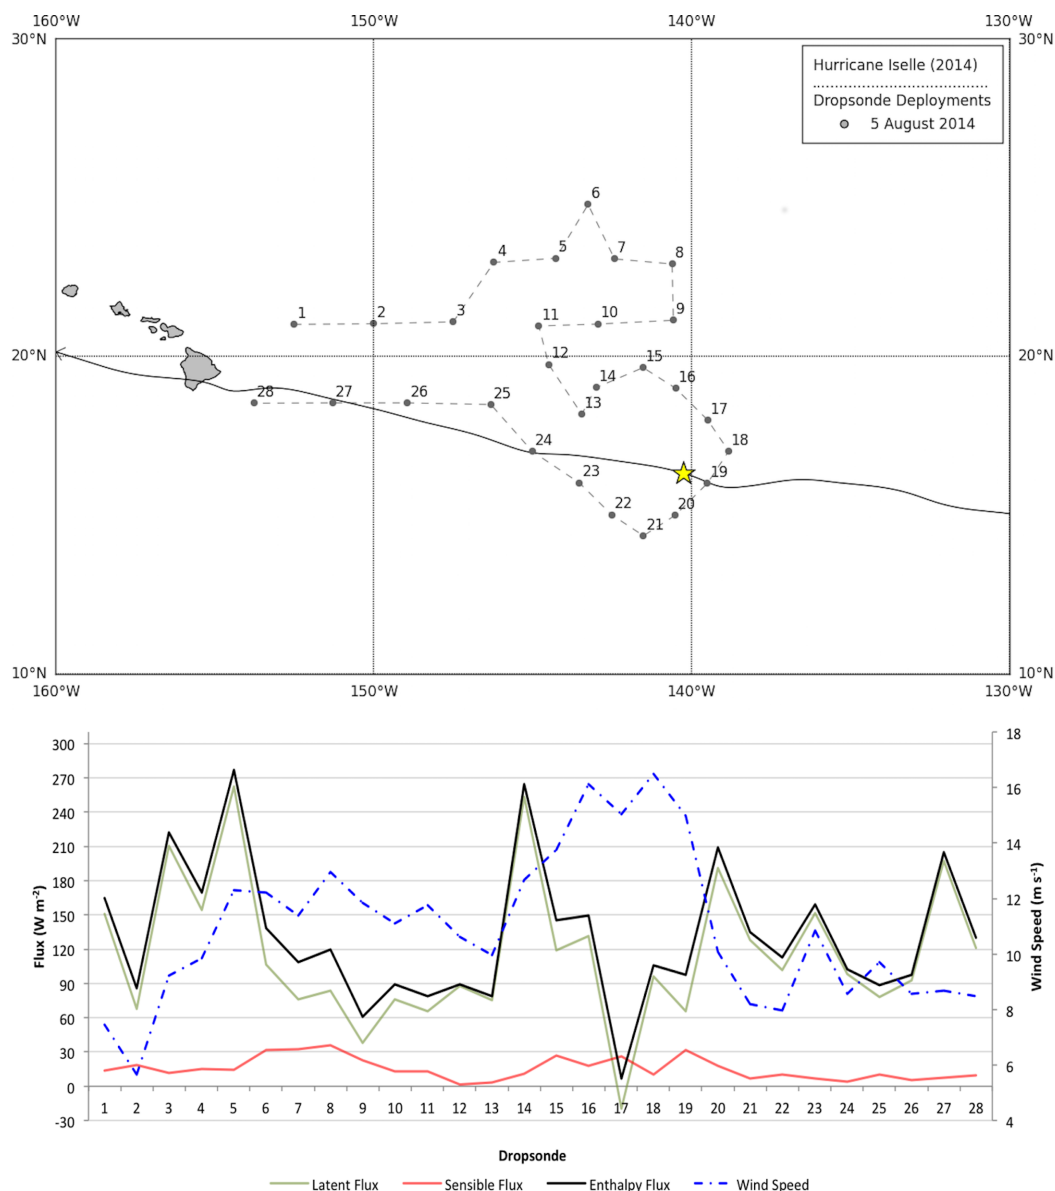 160°W 150°W 140°W 130°W
30°N 30°N
Hurricane Iselle (2014)
Dropsonde Deployments
5 August 2014
6
4 5 7 8
1 2 3 11 10 9
20°N 20°N
12 15
14 16
28 27 26 25 13 17
24 18
23 19
22 20
21
10°N 10°N
160°W 150°W 140°W 130°W
300
270
240
210
180
150
120
90
60
30
0
-30
Flux (W m⁻²)
18
16
14
12
10
8
6
4
Wind Speed (m s⁻¹)
1 2 3 4 5 6 7 8 9 10 11 12 13 14 15 16 17 18 19 20 21 22 23 24 25 26 27 28
Dropsonde
Latent Flux Sensible Flux Enthalpy Flux Wind Speed